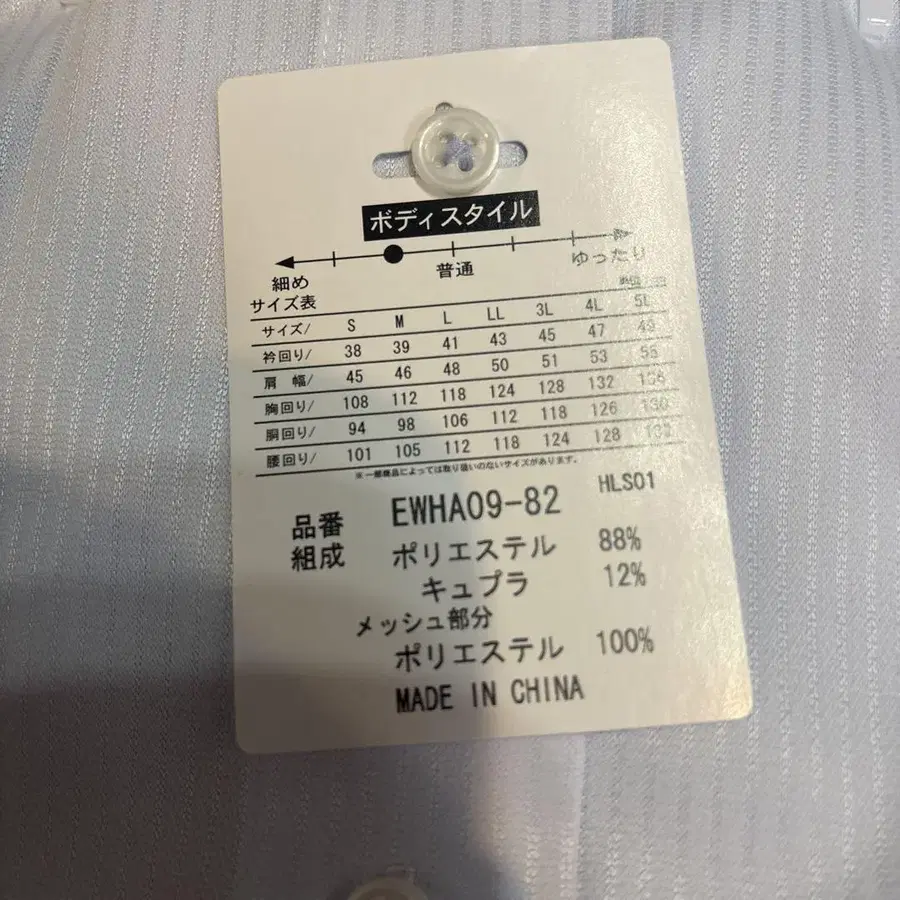 ボディスタイル
細め 普通 ゆったり
サイズ表
サイズ/ S M L LL 3L 4L 5L
衿回り/ 38 39 41 43 45 47 49
肩 幅/ 45 46 48 50 51 53 55
胸回り/ 108 112 118 124 128 132
胴回り/ 94 98 106 112 118 126 130
腰回り/ 101 105 112 118 124 128
※一部商品によっては取り扱いのないサイズがあります。
品番 EWHA09-82 HLS01
組成 ポリエステル 88%
キュプラ 12%
メッシュ部分
ポリエステル 100%
MADE IN CHINA